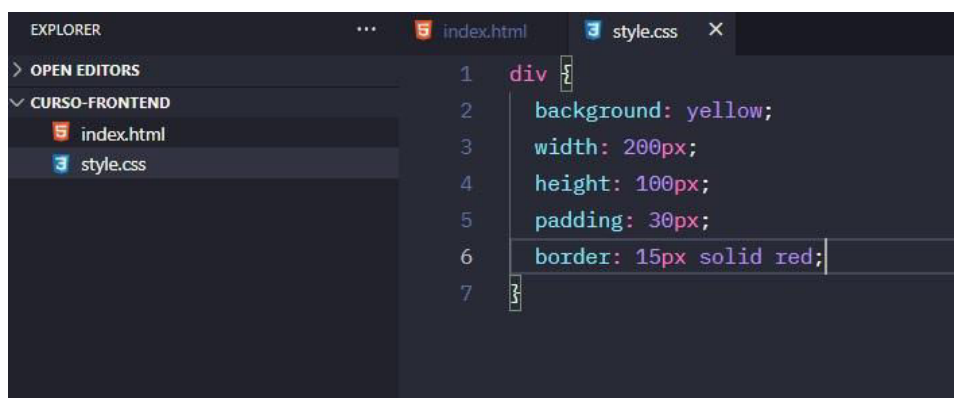 EXPLORER ...
OPEN EDITORS
CURSO-FRONTEND
index.html
style.css
index.html style.css
1 div {
2 background: yellow;
3 width: 200px;
4 height: 100px;
5 padding: 30px;
6 border: 15px solid red;
7 }